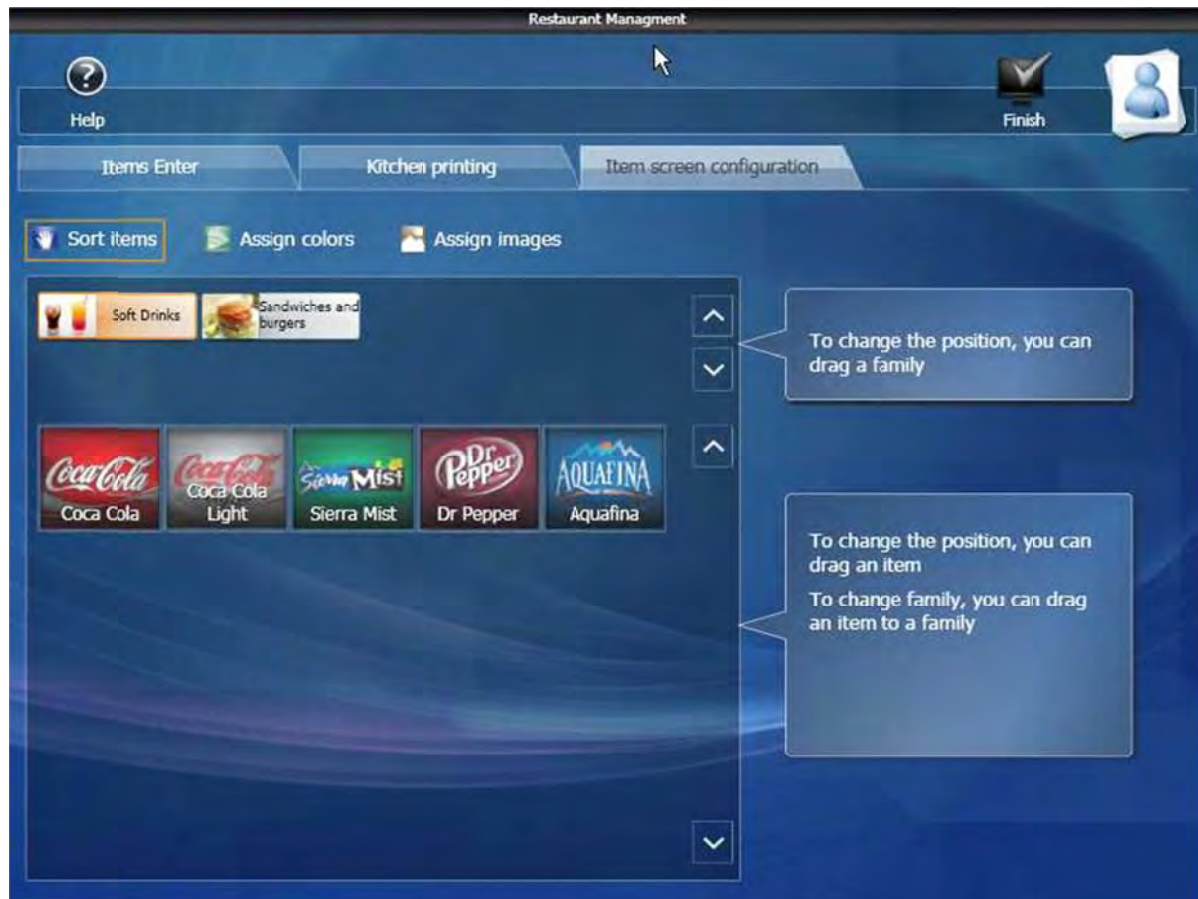 Restaurant Managment
?
Help
Finish
Items Enter
Kitchen printing
Item screen configuration
Sort items
Assign colors
Assign images
Soft Drinks
Sandwiches and
burgers
To change the position, you can
drag a family
Coca-Cola
Coca Cola
Coca-Cola
Coca Cola
Light
Sierra Mist
Sierra Mist
Dr Pepper
Dr Pepper
AQUAFINA
Aquafina
To change the position, you can
drag an item
To change family, you can drag
an item to a family